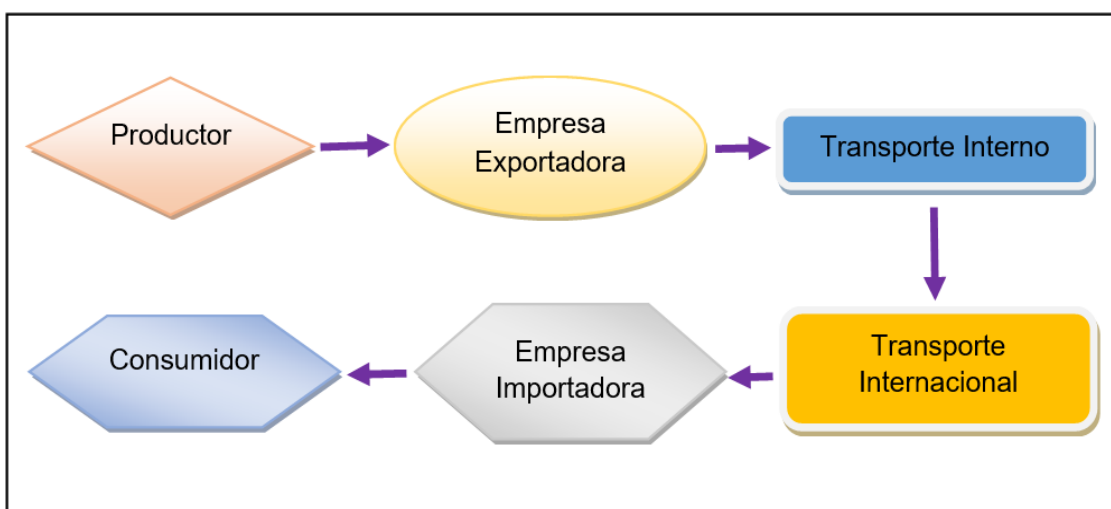 Productor
Empresa
Exportadora
Transporte Interno
Transporte
Internacional
Empresa
Importadora
Consumidor